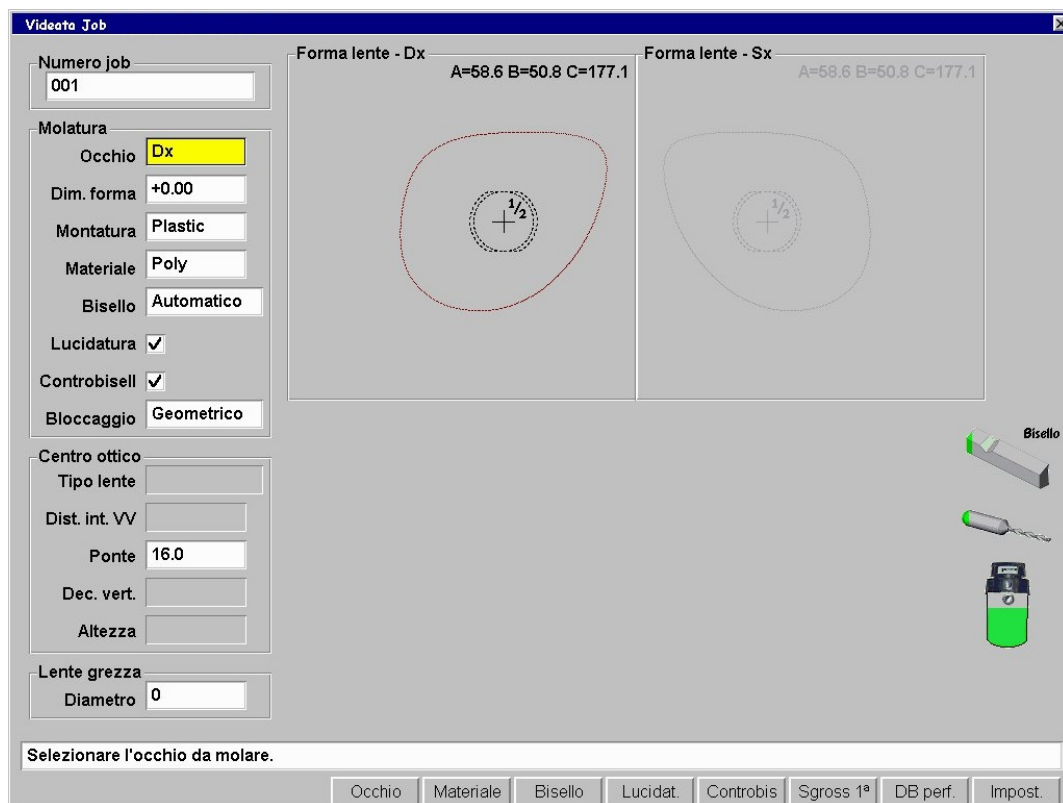 Videata Job
Numero job
001
Molatura
Occhio Dx
Dim. forma +0.00
Montatura Plastic
Materiale Poly
Bisello Automatico
Lucidatura
Controbisell
Bloccaggio Geometrico
Centro ottico
Tipo lente
Dist. int. VV
Ponte 16.0
Dec. vert.
Altezza
Lente grezza
Diametro 0
Forma lente - Dx
A=58.6 B=50.8 C=177.1
1/2
Forma lente - Sx
A=58.6 B=50.8 C=177.1
1/2
Bisello
Selezionare l'occhio da molare.
Occhio Materiale Bisello Lucidat. Controbis Sgross 1ª DB perf. Impost.